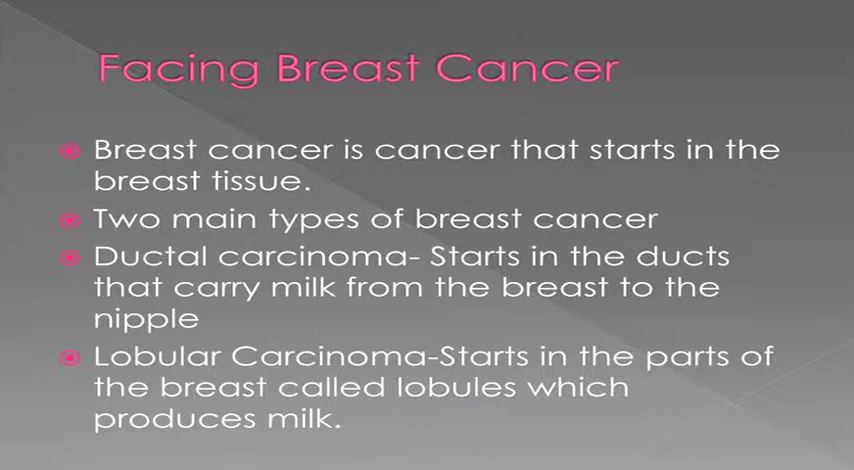 Facing Breast Cancer
Breast cancer is cancer that starts in the
breast tissue.
Two main types of breast cancer
Ductal carcinoma- Starts in the ducts
that carry milk from the breast to the
nipple
Lobular Carcinoma-Starts in the parts of
the breast called lobules which
produces milk.